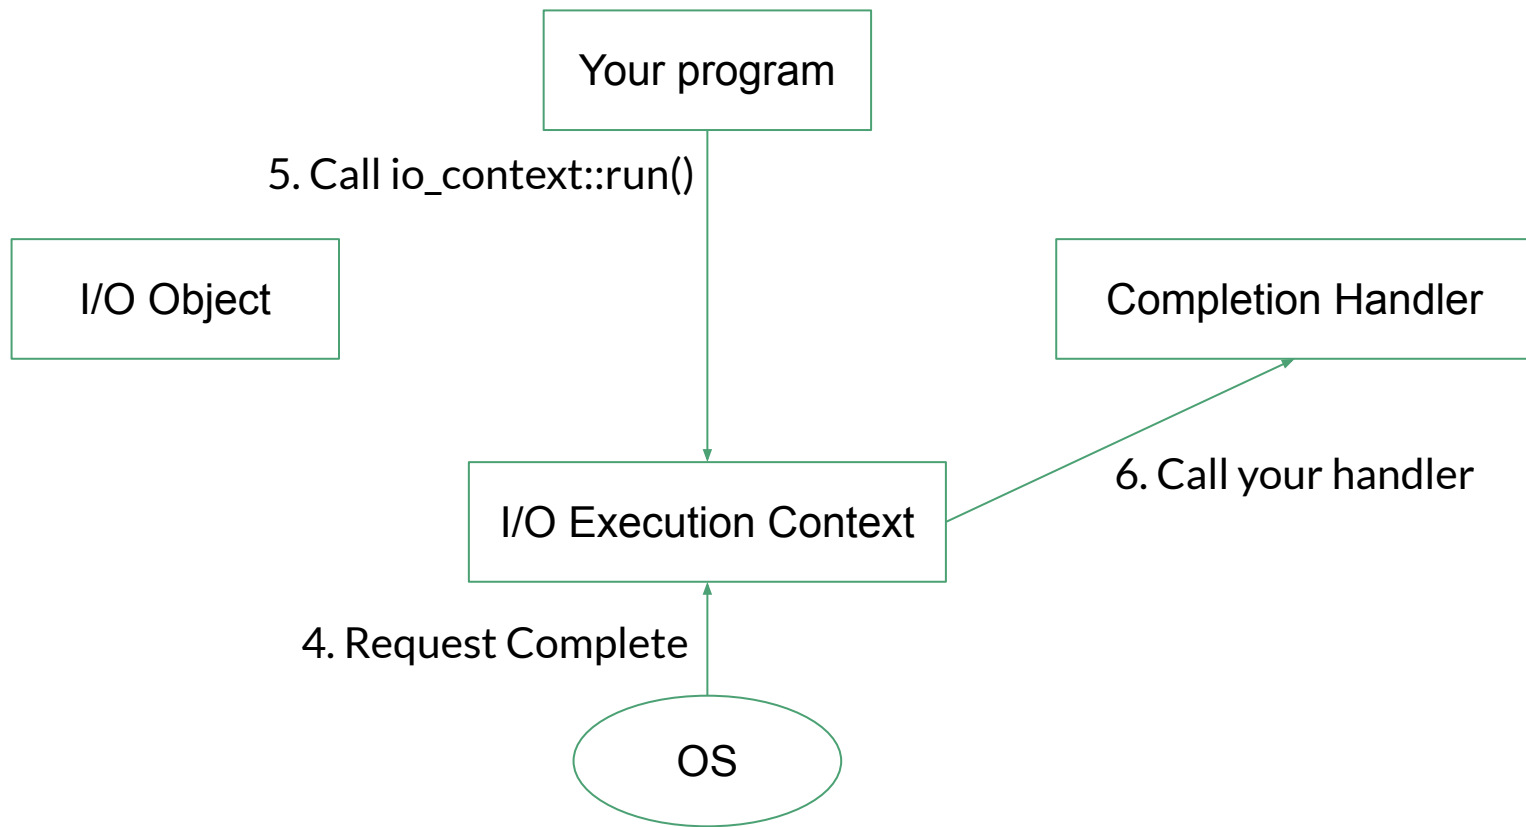 Your program
5. Call io_context::run()
I/O Object
Completion Handler
6. Call your handler
I/O Execution Context
4. Request Complete
OS